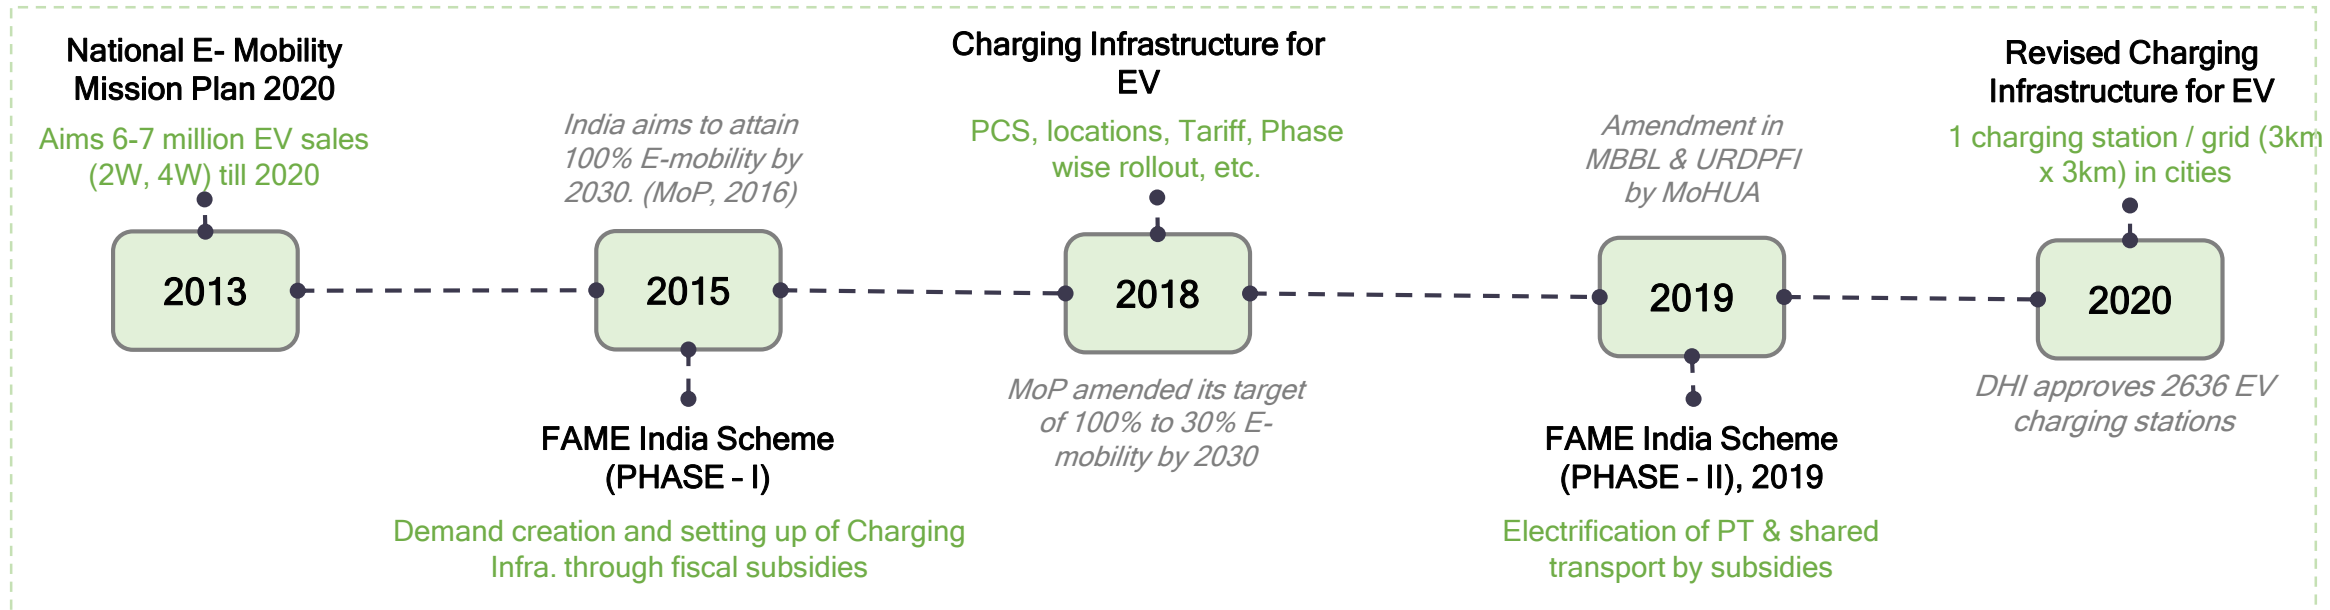 National E- Mobility
Mission Plan 2020
Aims 6-7 million EV sales
(2W, 4W) till 2020
2013
India aims to attain
100% E-mobility by
2030. (MoP, 2016)
2015
FAME India Scheme
(PHASE - I)
Demand creation and setting up of Charging
Infra. through fiscal subsidies
Charging Infrastructure for
EV
PCS, locations, Tariff, Phase
wise rollout, etc.
2018
MoP amended its target
of 100% to 30% E-
mobility by 2030
Amendment in
MBBL & URDPFI
by MoHUA
2019
FAME India Scheme
(PHASE - II), 2019
Electrification of PT & shared
transport by subsidies
Revised Charging
Infrastructure for EV
1 charging station / grid (3km
x 3km) in cities
2020
DHI approves 2636 EV
charging stations